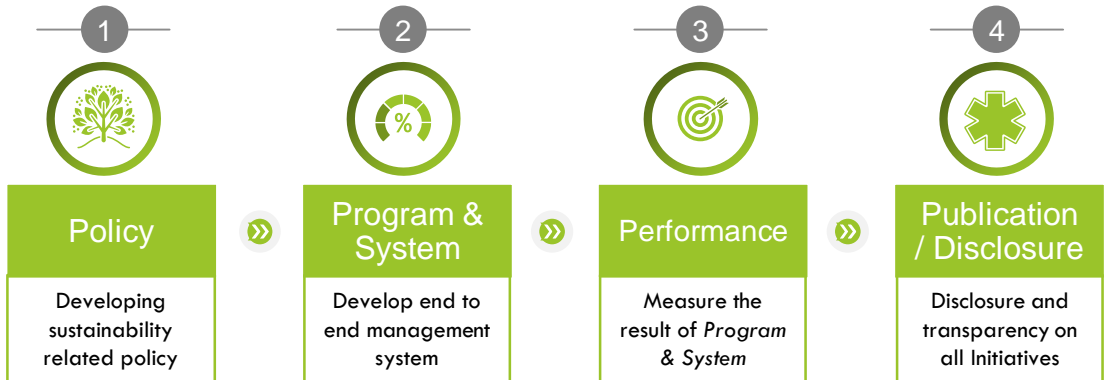 1
2
3
4
%
Policy
Program &
System
Performance
Publication
/ Disclosure
Developing
sustainability
related policy
Develop end to
end management
system
Measure the
result of Program
& System
Disclosure and
transparency on
all Initiatives